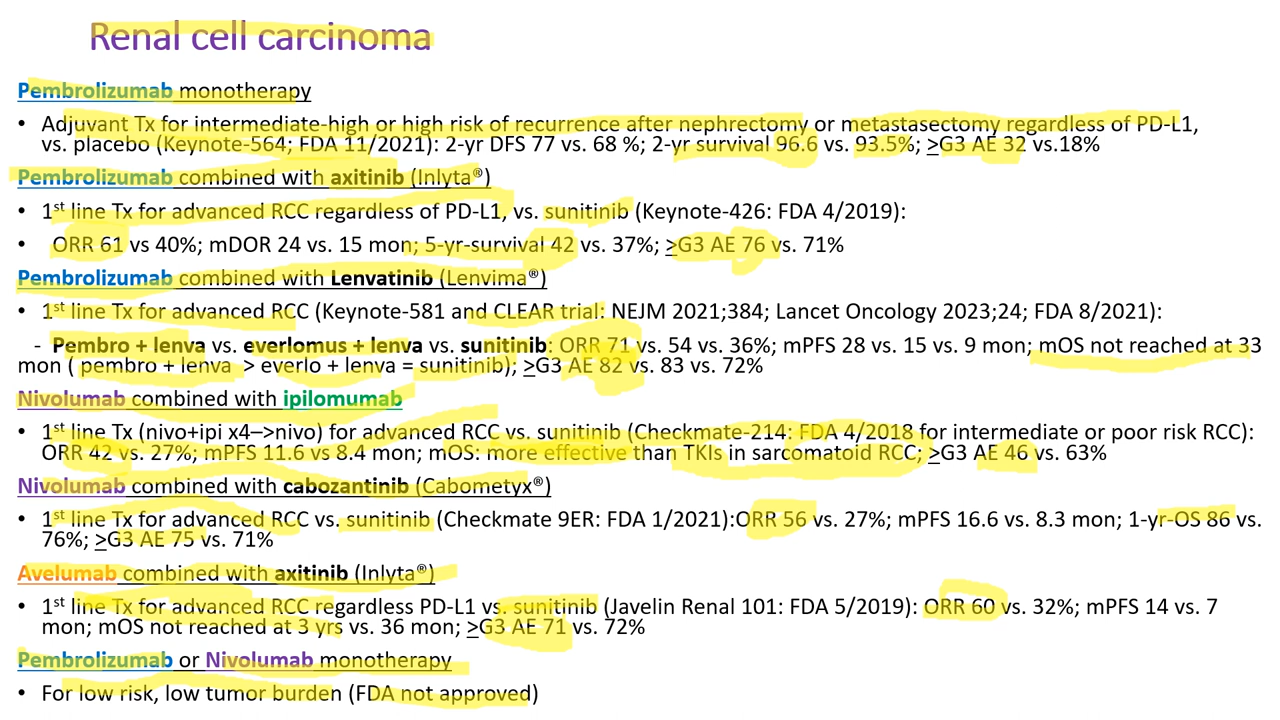 Renal cell carcinoma
Pembrolizumab monotherapy
• Adjuvant Tx for intermediate-high or high risk of recurrence after nephrectomy or metastasectomy regardless of PD-L1,
vs. placebo (Keynote-564; FDA 11/2021): 2-yr DFS 77 vs. 68 %; 2-yr survival 96.6 vs. 93.5%; >G3 AE 32 vs.18%
Pembrolizumab combined with axitinib (Inlyta®)
• 1st line Tx for advanced RCC regardless of PD-L1, vs. sunitinib (Keynote-426: FDA 4/2019):
• ORR 61 vs 40%; mDOR 24 vs. 15 mon; 5-yr-survival 42 vs. 37%; >G3 AE 76 vs. 71%
Pembrolizumab combined with Lenvatinib (Lenvima®)
• 1st line Tx for advanced RCC (Keynote-581 and CLEAR trial: NEJM 2021;384; Lancet Oncology 2023;24; FDA 8/2021):
- Pembro + lenva vs. everlomus + lenva vs. sunitinib: ORR 71 vs. 54 vs. 36%; mPFS 28 vs. 15 vs. 9 mon; mOS not reached at 33
mon ( pembro + lenva > everlo + lenva = sunitinib); >G3 AE 82 vs. 83 vs. 72%
Nivolumab combined with ipilomumab
• 1st line Tx (nivo+ipi x4–>nivo) for advanced RCC vs. sunitinib (Checkmate-214: FDA 4/2018 for intermediate or poor risk RCC):
ORR 42 vs. 27%; mPFS 11.6 vs 8.4 mon; mOS: more effective than TKIs in sarcomatoid RCC; >G3 AE 46 vs. 63%
Nivolumab combined with cabozantinib (Cabometyx®)
• 1st line Tx for advanced RCC vs. sunitinib (Checkmate 9ER: FDA 1/2021):ORR 56 vs. 27%; mPFS 16.6 vs. 8.3 mon; 1-yr-OS 86 vs.
76%; >G3 AE 75 vs. 71%
Avelumab combined with axitinib (Inlyta®)
• 1st line Tx for advanced RCC regardless PD-L1 vs. sunitinib (Javelin Renal 101: FDA 5/2019): ORR 60 vs. 32%; mPFS 14 vs. 7
mon; mOS not reached at 3 yrs vs. 36 mon; >G3 AE 71 vs. 72%
Pembrolizumab or Nivolumab monotherapy
• For low risk, low tumor burden (FDA not approved)